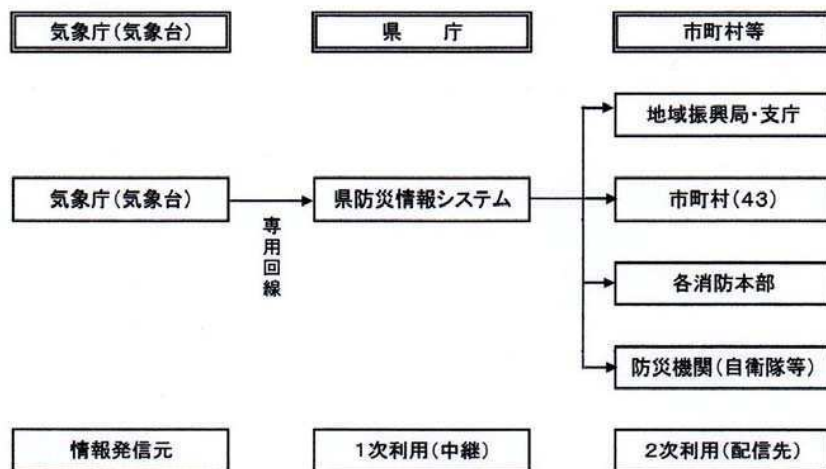 気象庁(気象台)
県　庁
市町村等
地域振興局・支庁
気象庁(気象台)
県防災情報システム
市町村(43)
専用回線
各消防本部
防災機関(自衛隊等)
情報発信元
1次利用(中継)
2次利用(配信先)